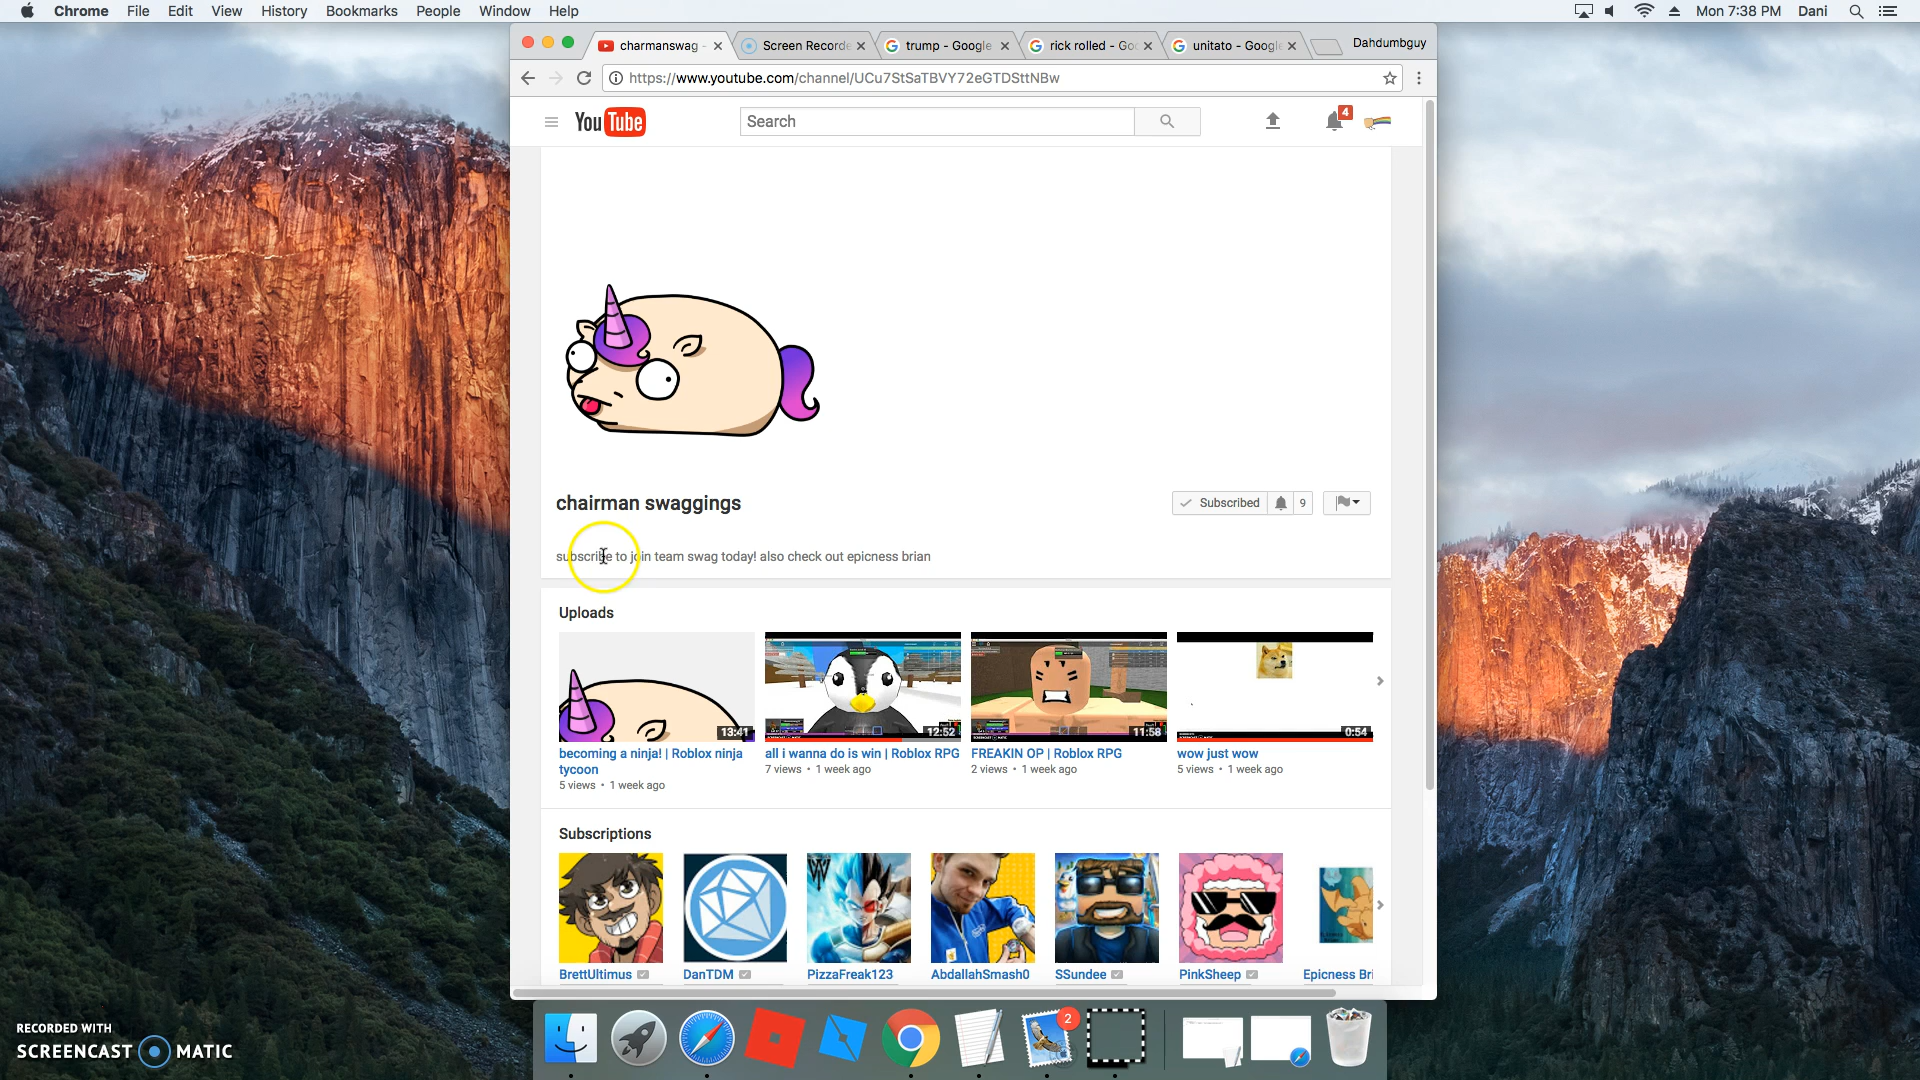 Chrome File Edit View History Bookmarks People Window Help Mon 7:38 PM Dani
charmanswag - Screen Recorde trump - Google rick rolled - Goo unitato - Google Dahdumbguy
https://www.youtube.com/channel/UCu7StSaTBVY72eGTDSttNBw
YouTube Search 4
chairman swaggings Subscribed 9
subscribe to join team swag today! also check out epicness brian
Uploads
13:41 12:52 11:58 0:54
becoming a ninja! | Roblox ninja tycoon
5 views • 1 week ago
all i wanna do is win | Roblox RPG
7 views • 1 week ago
FREAKIN OP | Roblox RPG
2 views • 1 week ago
wow just wow
5 views • 1 week ago
Subscriptions
BrettUltimus DanTDM PizzaFreak123 AbdallahSmash0 SSundee PinkSheep Epicness Bri
2
RECORDED WITH
SCREENCAST MATIC